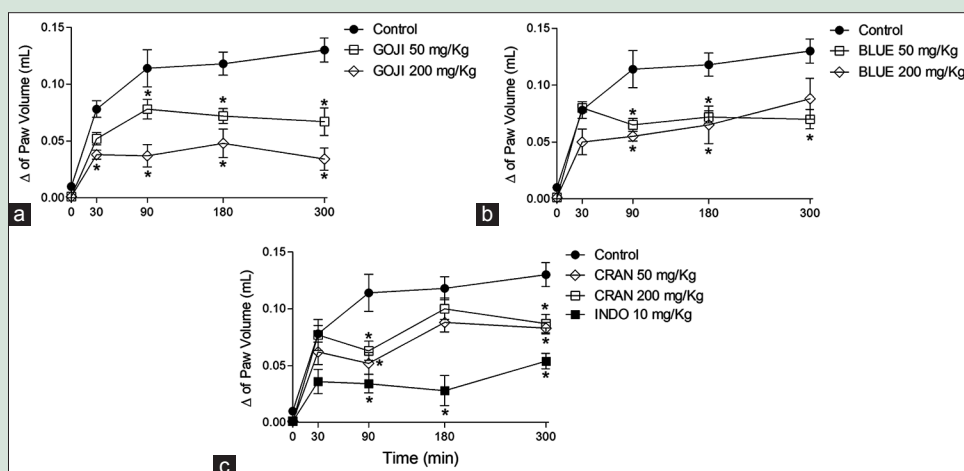 0.15
0.10
0.05
0.00
Δ of Paw Volume (mL)
Control
GOJI 50 mg/Kg
GOJI 200 mg/Kg
* * *
* * * *
0 30 90 180 300
a
0.15
0.10
0.05
0.00
Δ of Paw Volume (mL)
Control
BLUE 50 mg/Kg
BLUE 200 mg/Kg
* *
* * *
0 30 90 180 300
b
0.15
0.10
0.05
0.00
Δ of Paw Volume (mL)
Control
CRAN 50 mg/Kg
CRAN 200 mg/Kg
INDO 10 mg/Kg
* *
* *
* * *
0 30 90 180 300
Time (min)
c